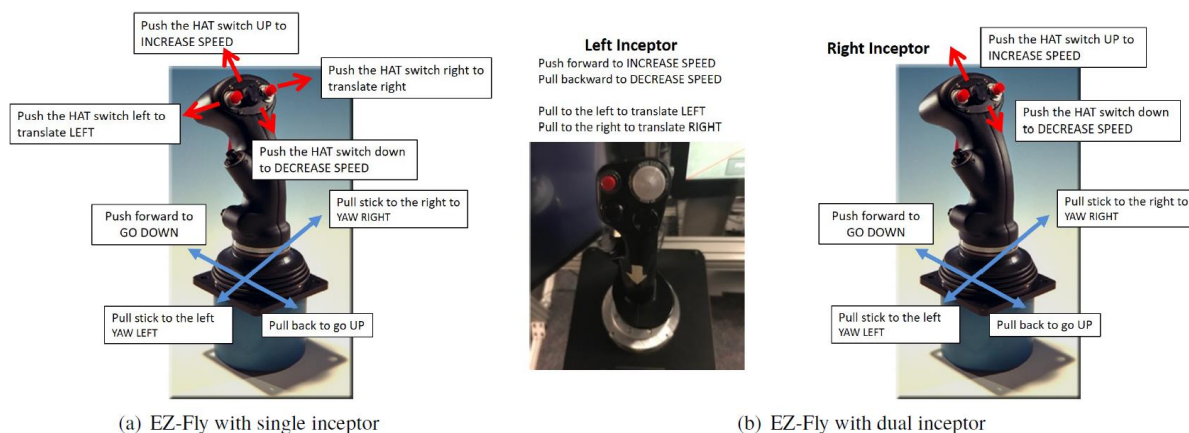 Push the HAT switch UP to
INCREASE SPEED
Push the HAT switch right to
translate right
Push the HAT switch left to
translate LEFT
Push the HAT switch down
to DECREASE SPEED
Pull stick to the right to
YAW RIGHT
Push forward to
GO DOWN
Pull stick to the left
YAW LEFT
Pull back to go UP
(a) EZ-Fly with single inceptor
Left Inceptor
Push forward to INCREASE SPEED
Pull backward to DECREASE SPEED
Pull to the left to translate LEFT
Pull to the right to translate RIGHT
Right Inceptor
Push the HAT switch UP to
INCREASE SPEED
Push the HAT switch down
to DECREASE SPEED
Pull stick to the right to
YAW RIGHT
Push forward to
GO DOWN
Pull stick to the left
YAW LEFT
Pull back to go UP
(b) EZ-Fly with dual inceptor